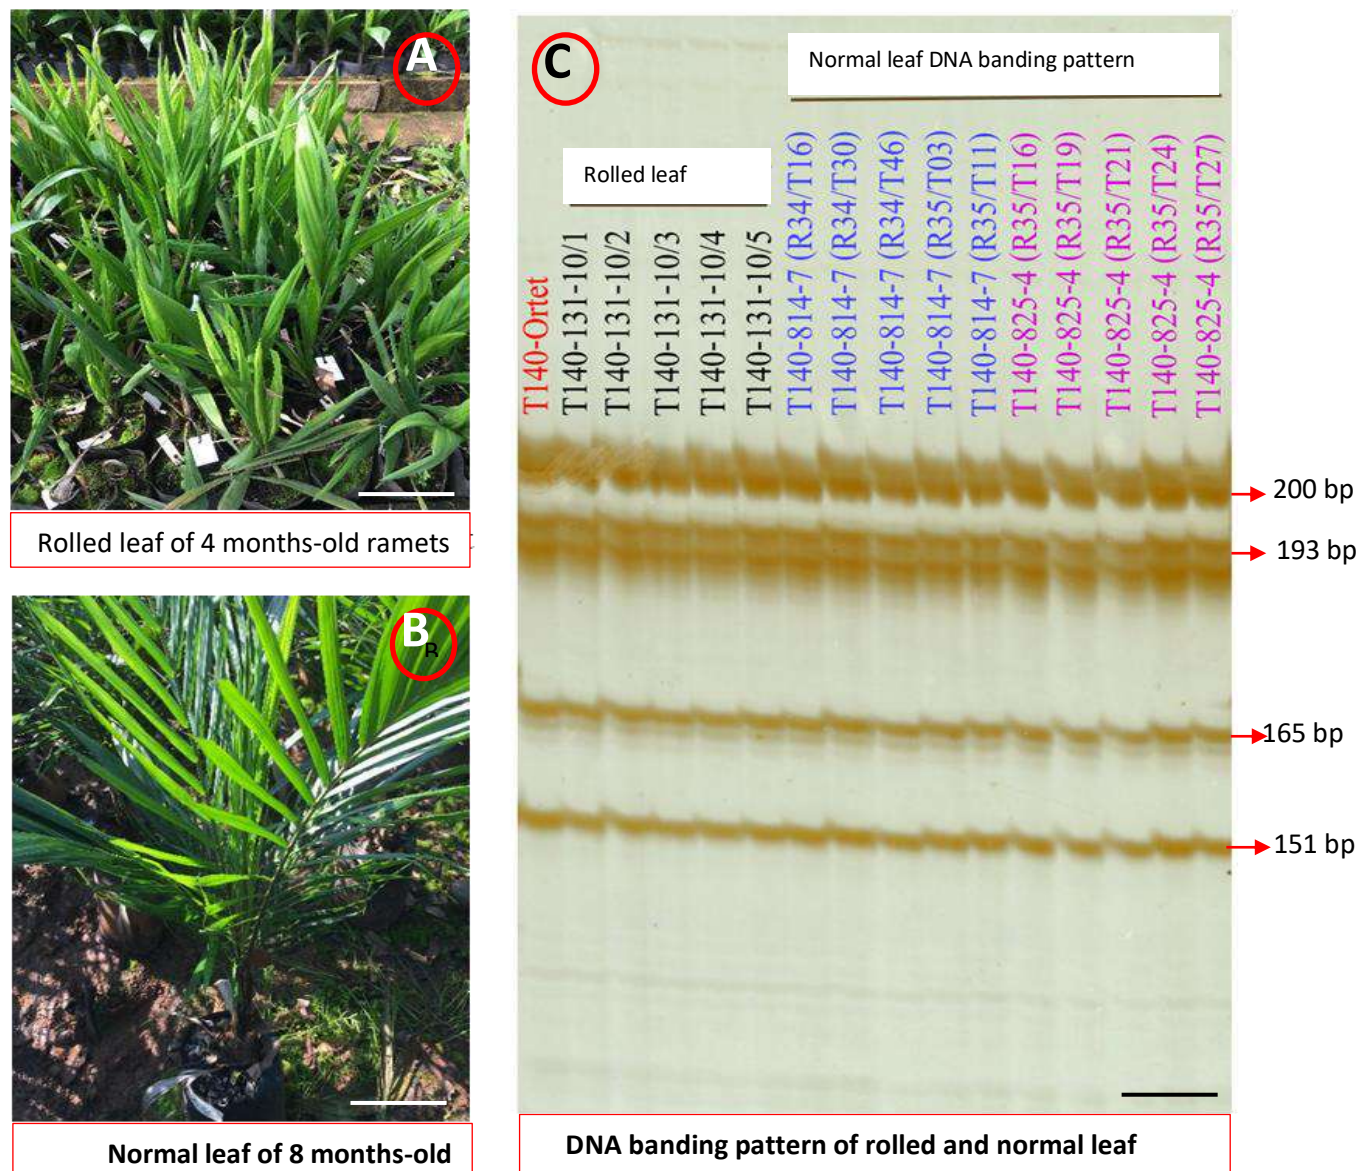 A
Rolled leaf of 4 months-old ramets
B
B
Normal leaf of 8 months-old
C
Normal leaf DNA banding pattern
Rolled leaf
T140-Ortet
T140-131-10/1
T140-131-10/2
T140-131-10/3
T140-131-10/4
T140-131-10/5
T140-814-7 (R34/T16)
T140-814-7 (R34/T30)
T140-814-7 (R34/T46)
T140-814-7 (R35/T03)
T140-814-7 (R35/T11)
T140-825-4 (R35/T16)
T140-825-4 (R35/T19)
T140-825-4 (R35/T21)
T140-825-4 (R35/T24)
T140-825-4 (R35/T27)
200 bp
193 bp
165 bp
151 bp
DNA banding pattern of rolled and normal leaf